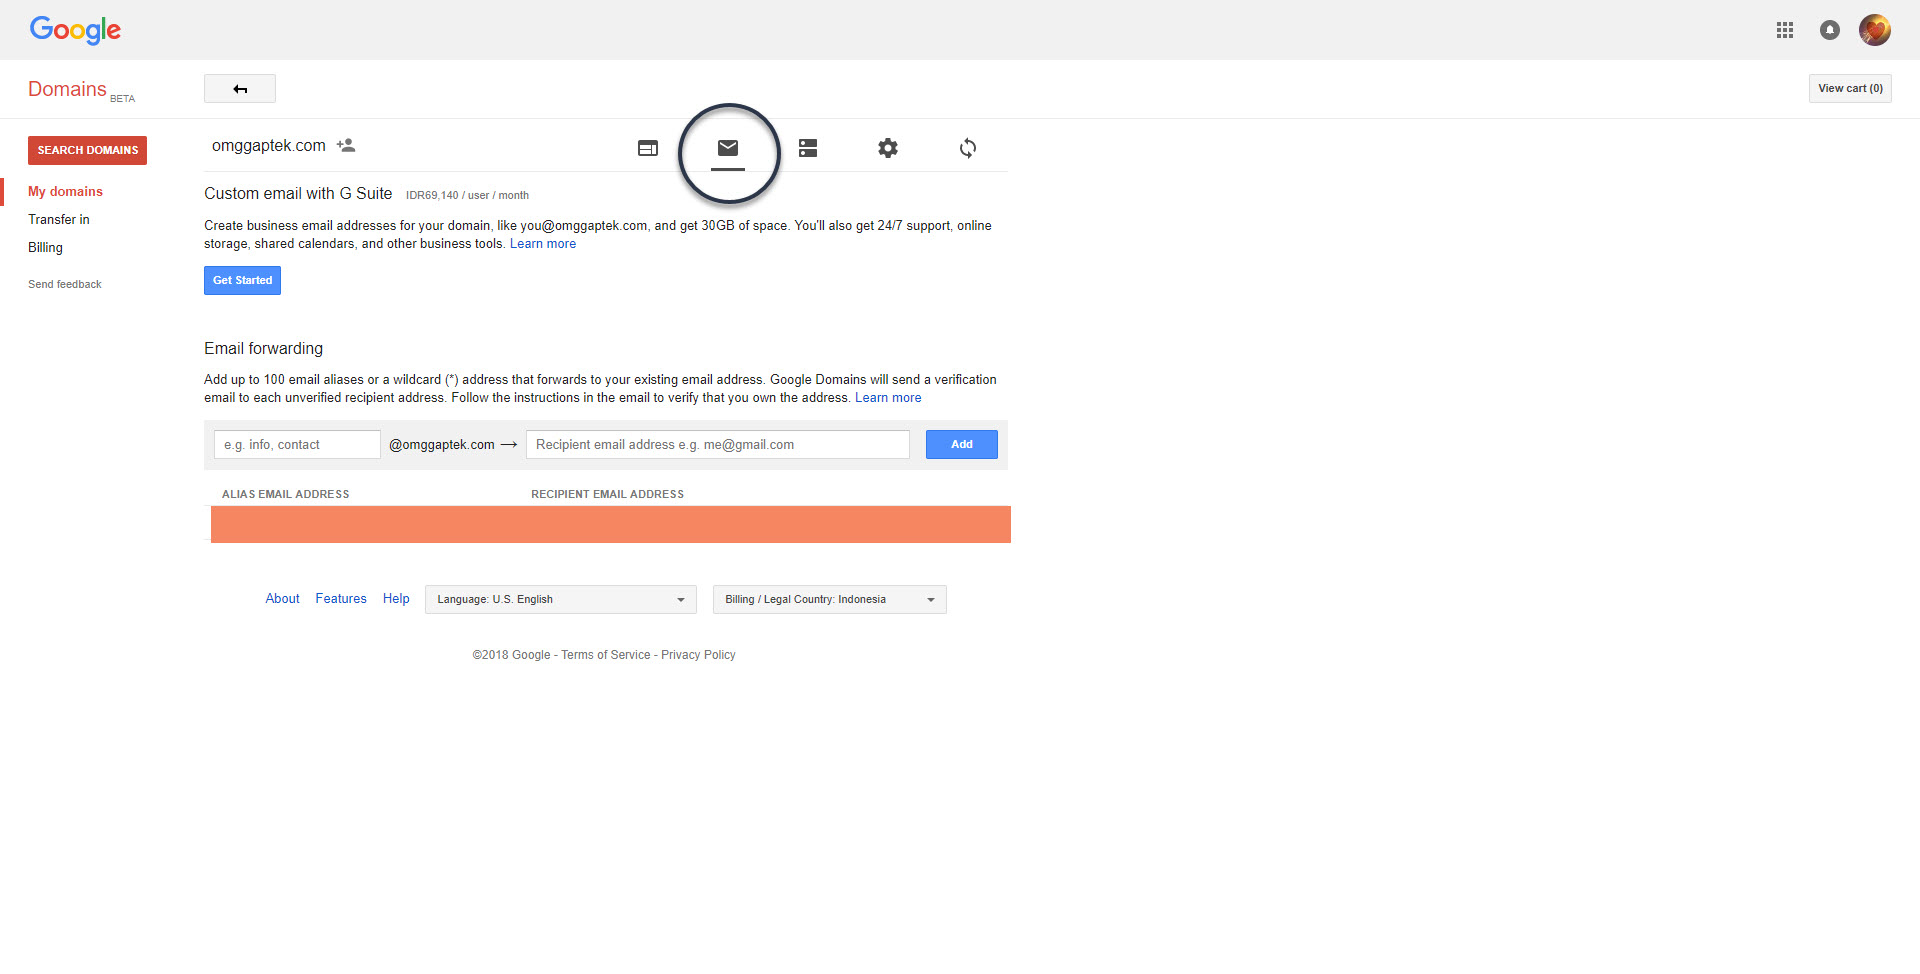 Google
Domains BETA
View cart (0)
SEARCH DOMAINS
My domains
Transfer in
Billing
Send feedback
omggaptek.com
Custom email with G Suite IDR69,140 / user / month
Create business email addresses for your domain, like you@omggaptek.com, and get 30GB of space. You'll also get 24/7 support, online
storage, shared calendars, and other business tools. Learn more
Get Started
Email forwarding
Add up to 100 email aliases or a wildcard (*) address that forwards to your existing email address. Google Domains will send a verification
email to each unverified recipient address. Follow the instructions in the email to verify that you own the address. Learn more
e.g. info, contact @omggaptek.com → Recipient email address e.g. me@gmail.com Add
ALIAS EMAIL ADDRESS RECIPIENT EMAIL ADDRESS
About Features Help Language: U.S. English Billing / Legal Country: Indonesia
©2018 Google - Terms of Service - Privacy Policy